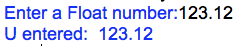 Enter a Float number:123.12
U entered:  123.12